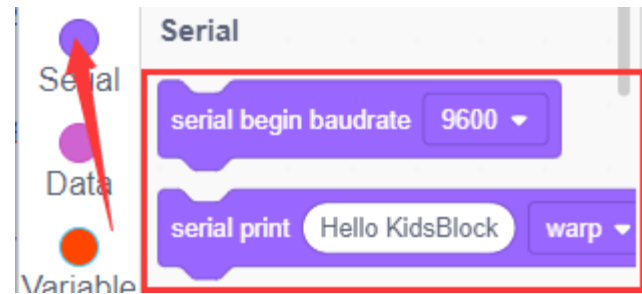 Serial
Serial
serial begin baudrate 9600
Data
serial print Hello KidsBlock warp
Variable